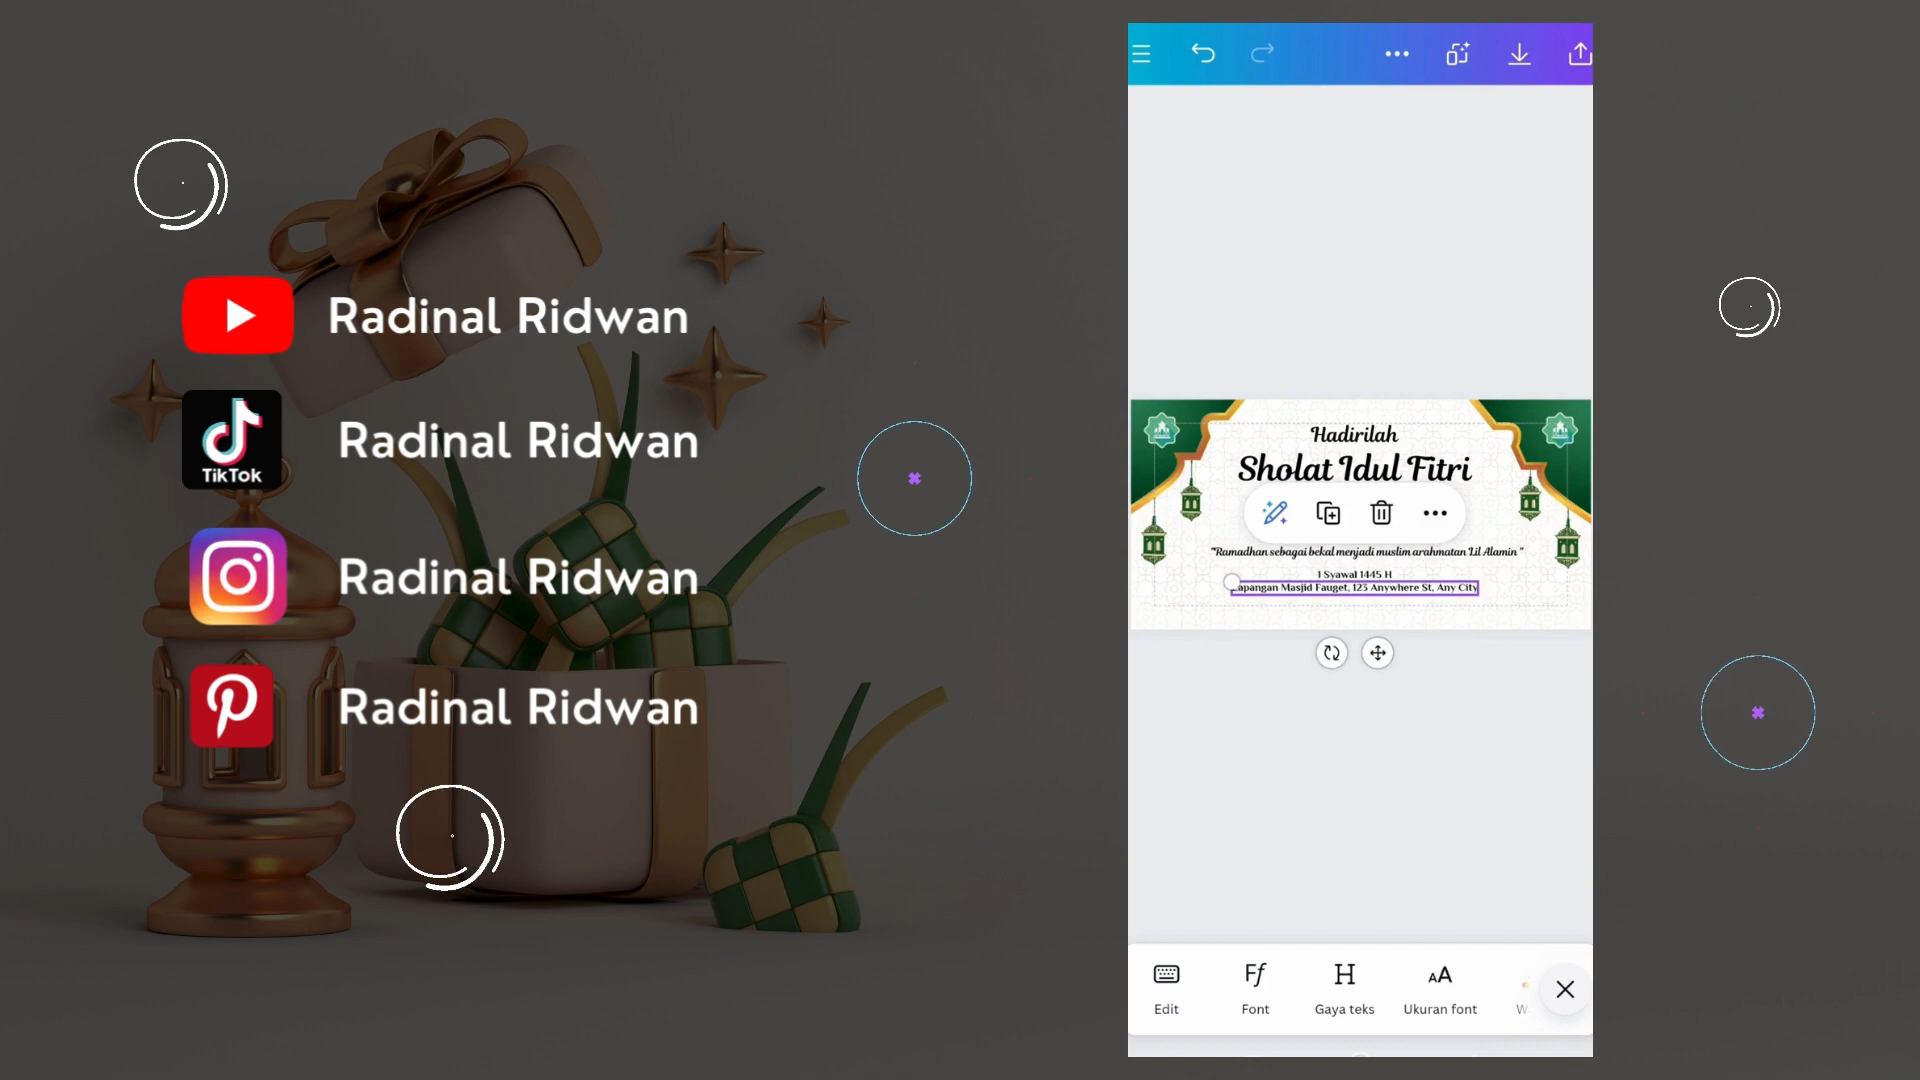 Radinal Ridwan
TikTok
Radinal Ridwan
Radinal Ridwan
Radinal Ridwan
Hadirilah
Sholat Idul Fitri
"Ramadhan sebagai bekal menjadi muslim arahmatan Lil Alamin "
1 Syawal 1445 H
Lapangan Masjid Fauget, 123 Anywhere St, Any City
Edit
Font
Gaya teks
Ukuran font